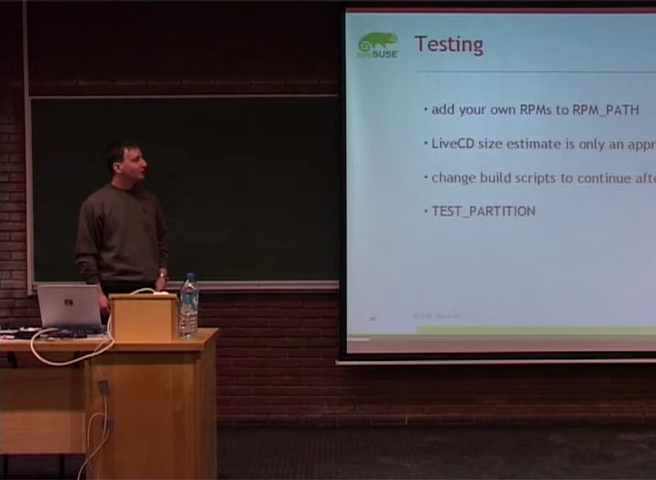 openSUSE
Testing
• add your own RPMs to RPM_PATH
• LiveCD size estimate is only an appr
• change build scripts to continue afte
• TEST_PARTITION